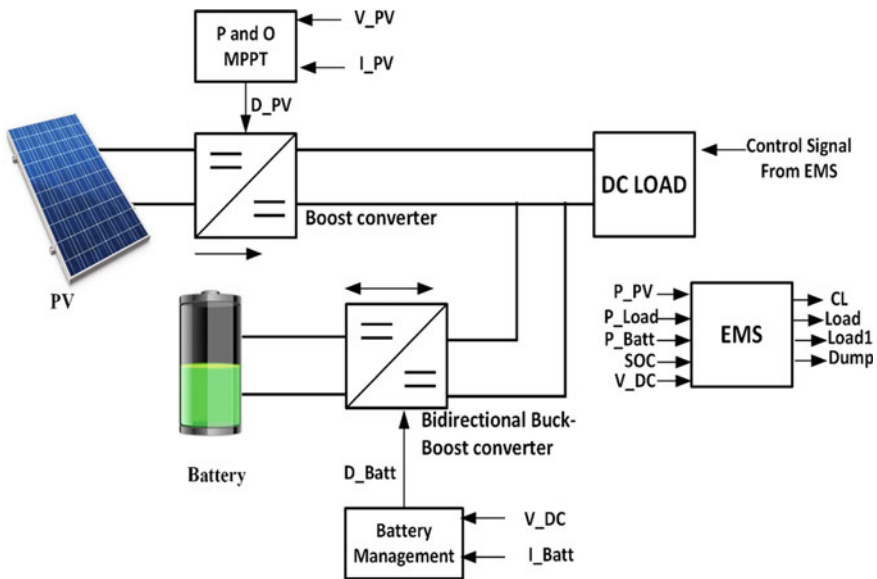 P and O
MPPT
V_PV
I_PV
D_PV
Boost converter
DC LOAD
Control Signal
From EMS
PV
Battery
Bidirectional Buck-
Boost converter
D_Batt
Battery
Management
V_DC
I_Batt
P_PV
P_Load
P_Batt
SOC
V_DC
EMS
CL
Load
Load1
Dump